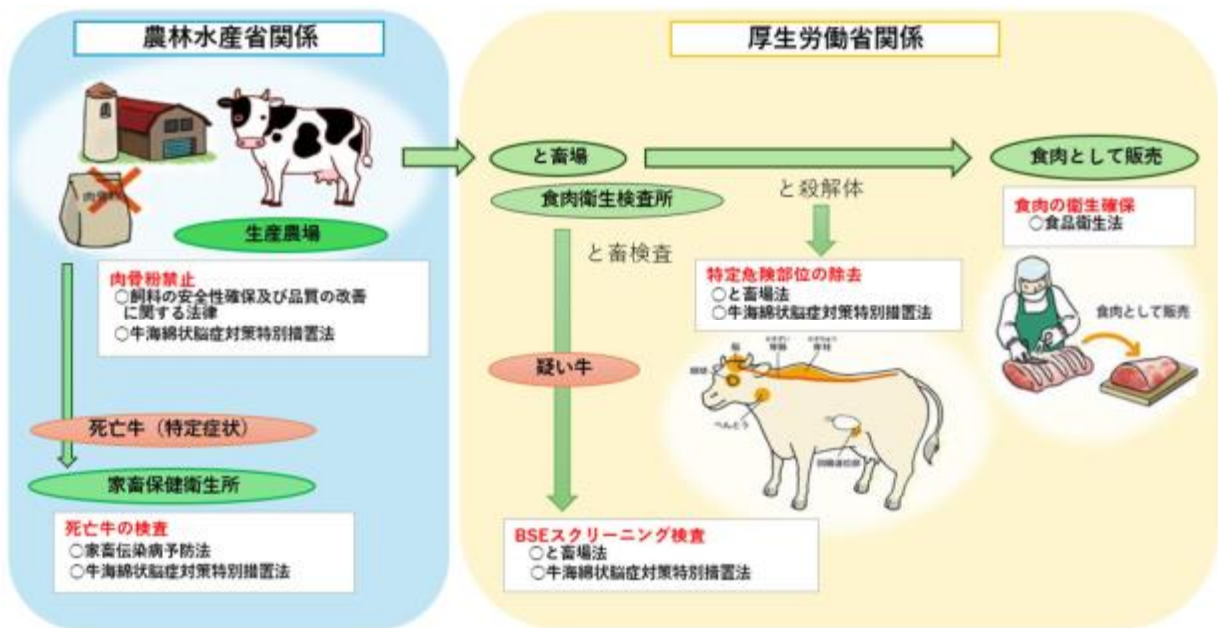 農林水産省関係
生産農場
肉骨粉禁止
○飼料の安全性確保及び品質の改善
に関する法律
○牛海綿状脳症対策特別措置法
死亡牛（特定症状）
家畜保健衛生所
死亡牛の検査
○家畜伝染病予防法
○牛海綿状脳症対策特別措置法
厚生労働省関係
と畜場
食肉衛生検査所
と畜検査
疑い牛
BSEスクリーニング検査
○と畜場法
○牛海綿状脳症対策特別措置法
と殺解体
特定危険部位の除去
○と畜場法
○牛海綿状脳症対策特別措置法
脳
眼球
へんとう
食肉として販売
食肉の衛生確保
○食品衛生法
食肉として販売